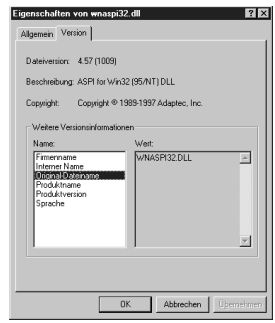 Eigenschaften von wnaspi32.dll
Allgemein Version
Dateiversion: 4.57 (1009)
Beschreibung: ASPI for Win32 (95/NT) DLL
Copyright: Copyright © 1989-1997 Adaptec, Inc.
Weitere Versionsinformationen
Name: Wert:
Firmenname WNASPI32.DLL
Interner Name
Original-Dateiname
Produktname
Produktversion
Sprache
OK Abbrechen Übernehmen